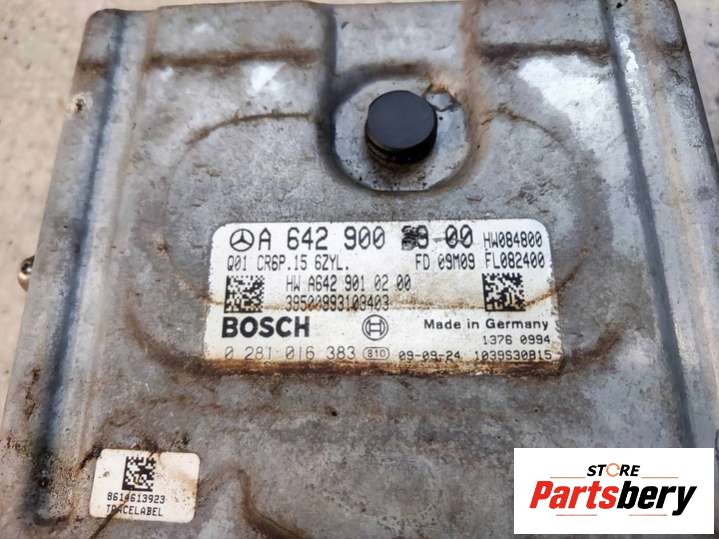 A 642 900 00 HW084800
Q01 CR6P.15 6ZYL. FD 09M09 FL082400
HW A642 901 02 00
39500993109403
BOSCH Made in Germany
1376 0994
0 281 016 383 810 09-09-24 1039S30815
8614613923
TRACELABEL
STORE
Partsbery